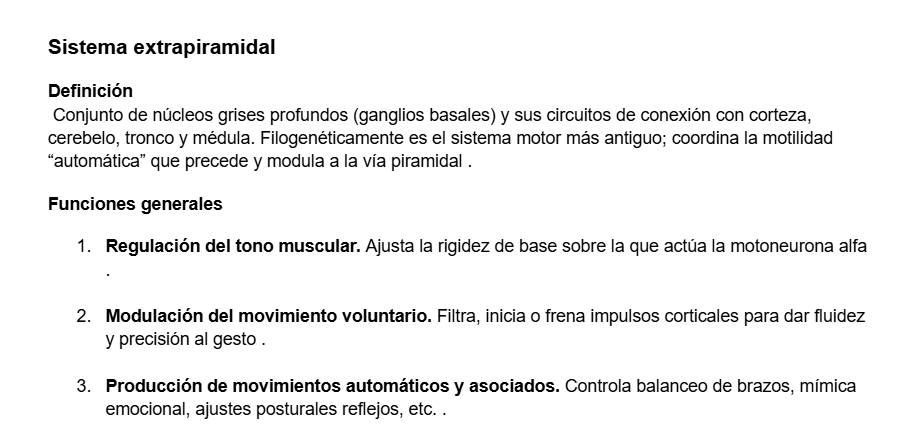 Sistema extrapiramidal
Definición
Conjunto de núcleos grises profundos (ganglios basales) y sus circuitos de conexión con corteza,
cerebelo, tronco y médula. Filogenéticamente es el sistema motor más antiguo; coordina la motilidad
“automática” que precede y modula a la vía piramidal .
Funciones generales
1. Regulación del tono muscular. Ajusta la rigidez de base sobre la que actúa la motoneurona alfa
.
2. Modulación del movimiento voluntario. Filtra, inicia o frena impulsos corticales para dar fluidez
y precisión al gesto .
3. Producción de movimientos automáticos y asociados. Controla balanceo de brazos, mímica
emocional, ajustes posturales reflejos, etc. .